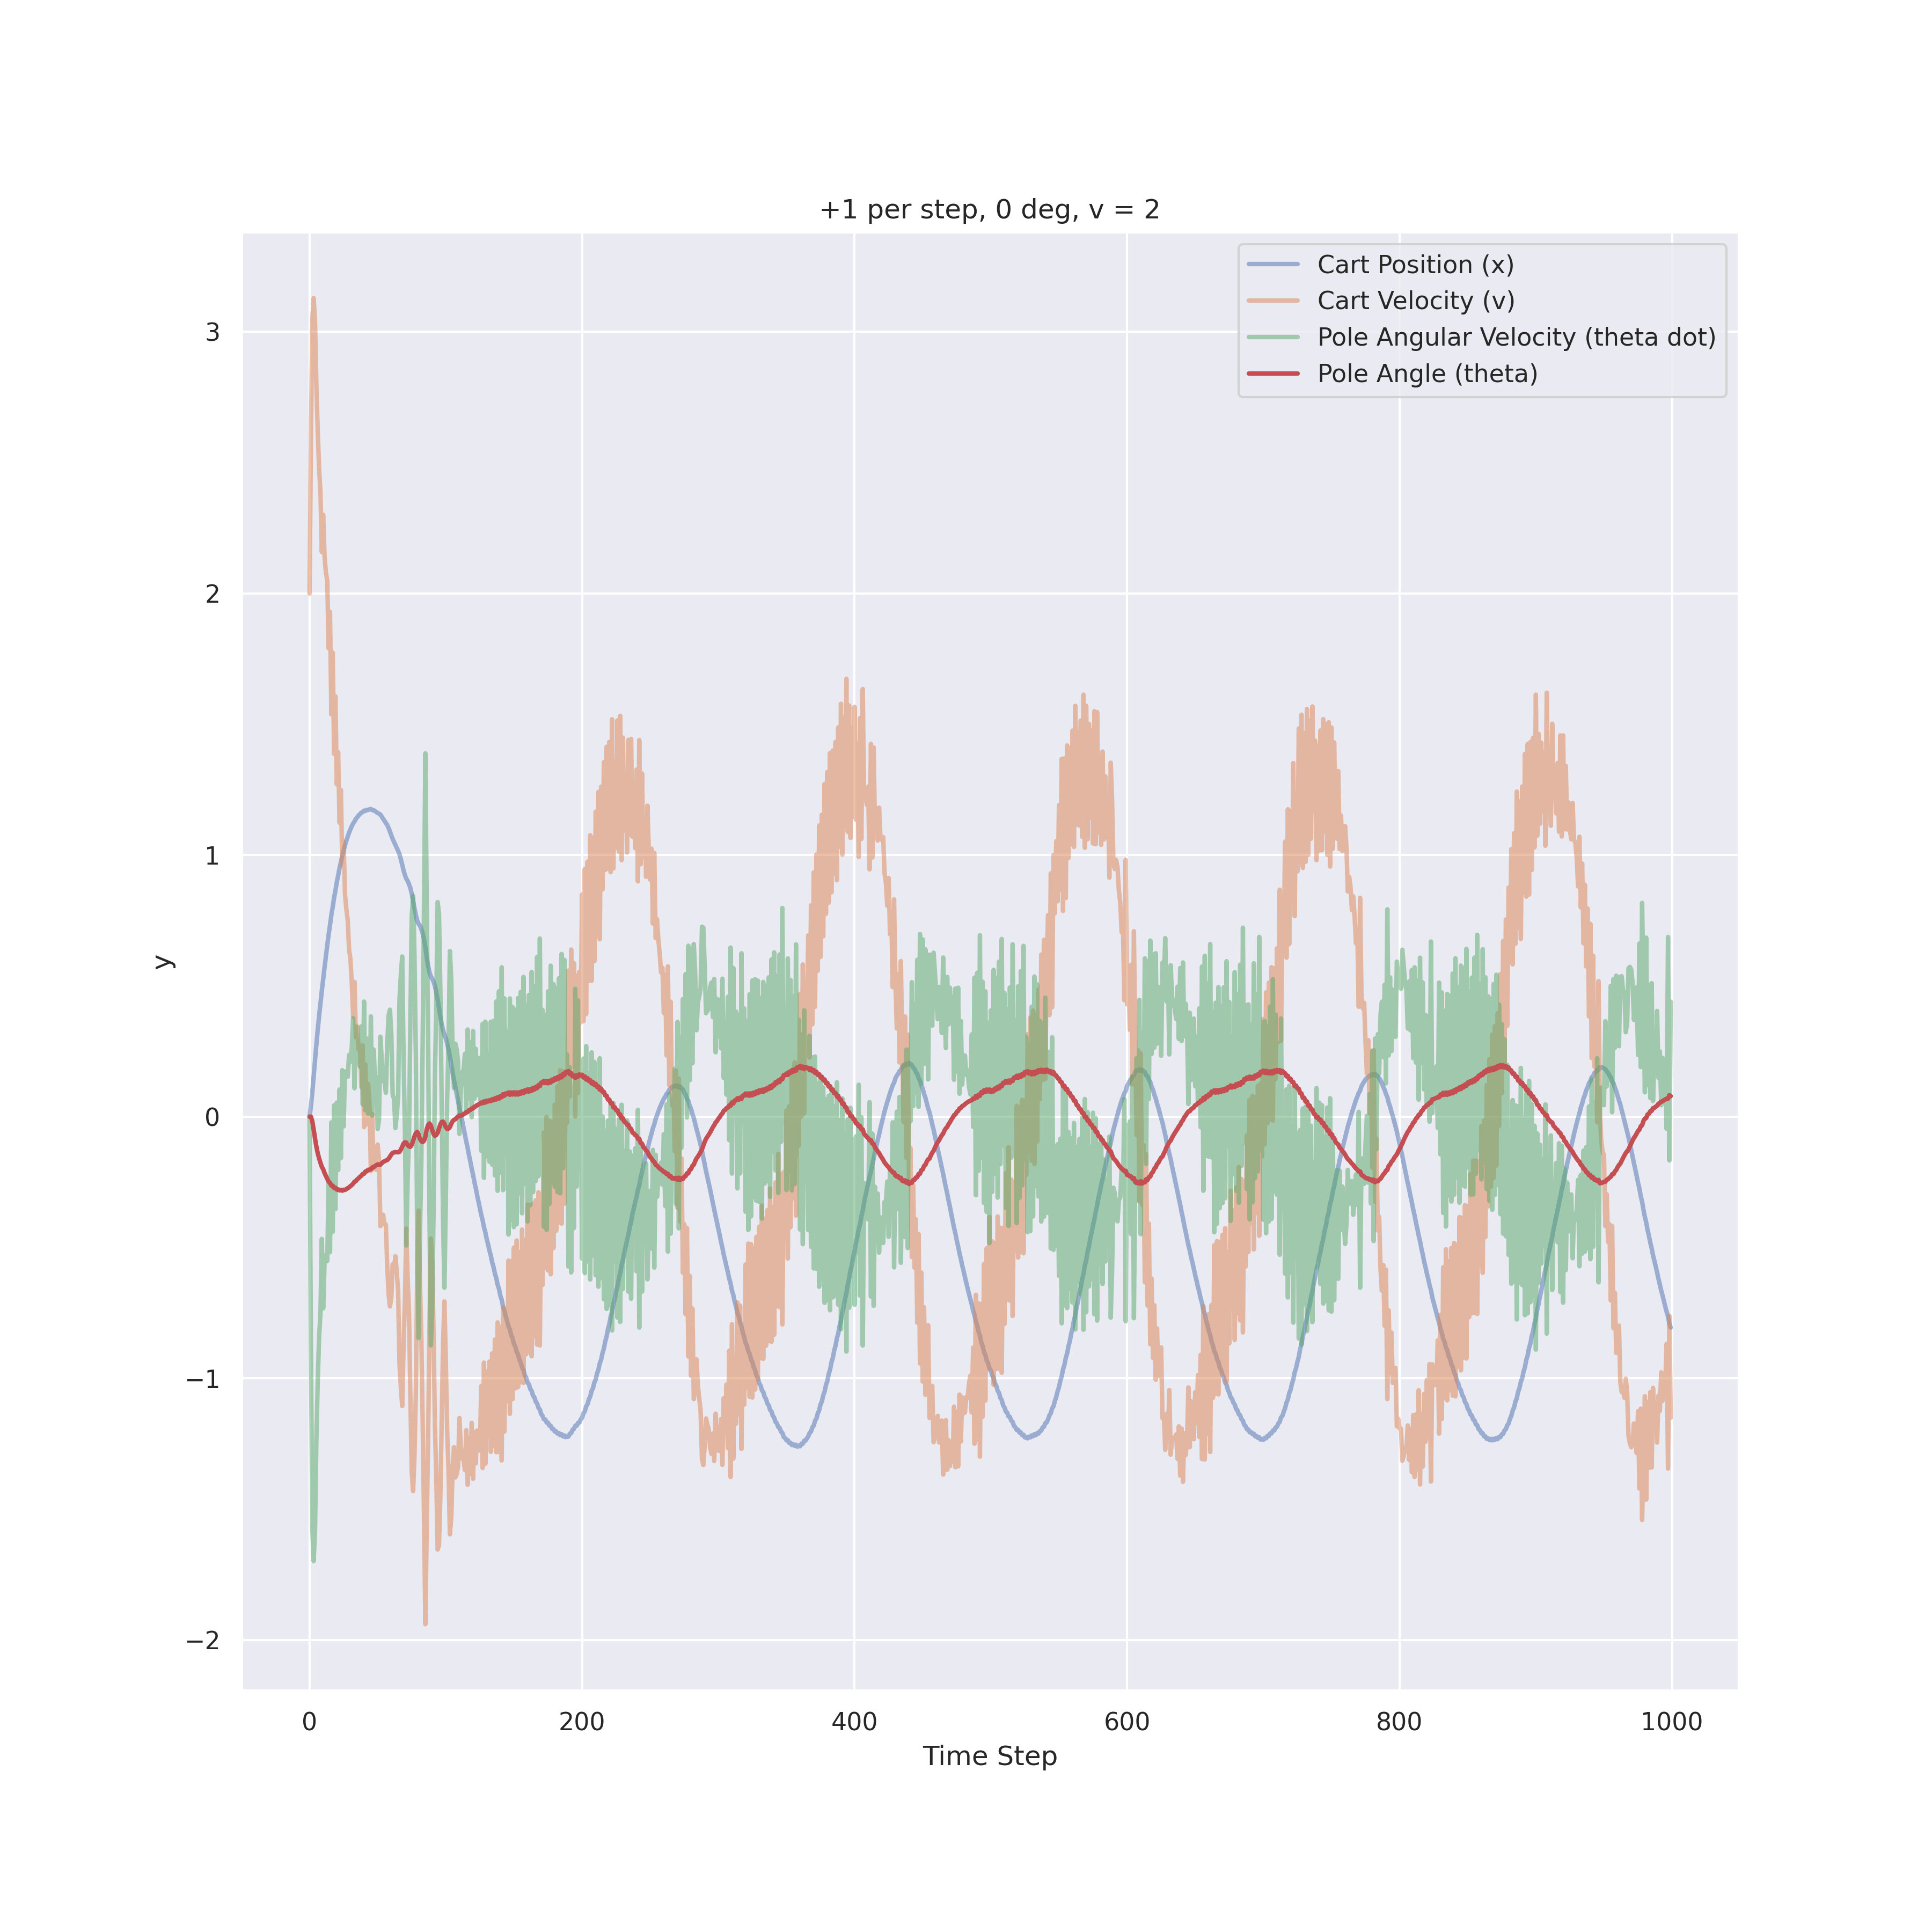 +1 per step, 0 deg, v = 2
Cart Position (x)
Cart Velocity (v)
Pole Angular Velocity (theta dot)
Pole Angle (theta)
3
2
1
0
−1
−2
y
0 200 400 600 800 1000
Time Step